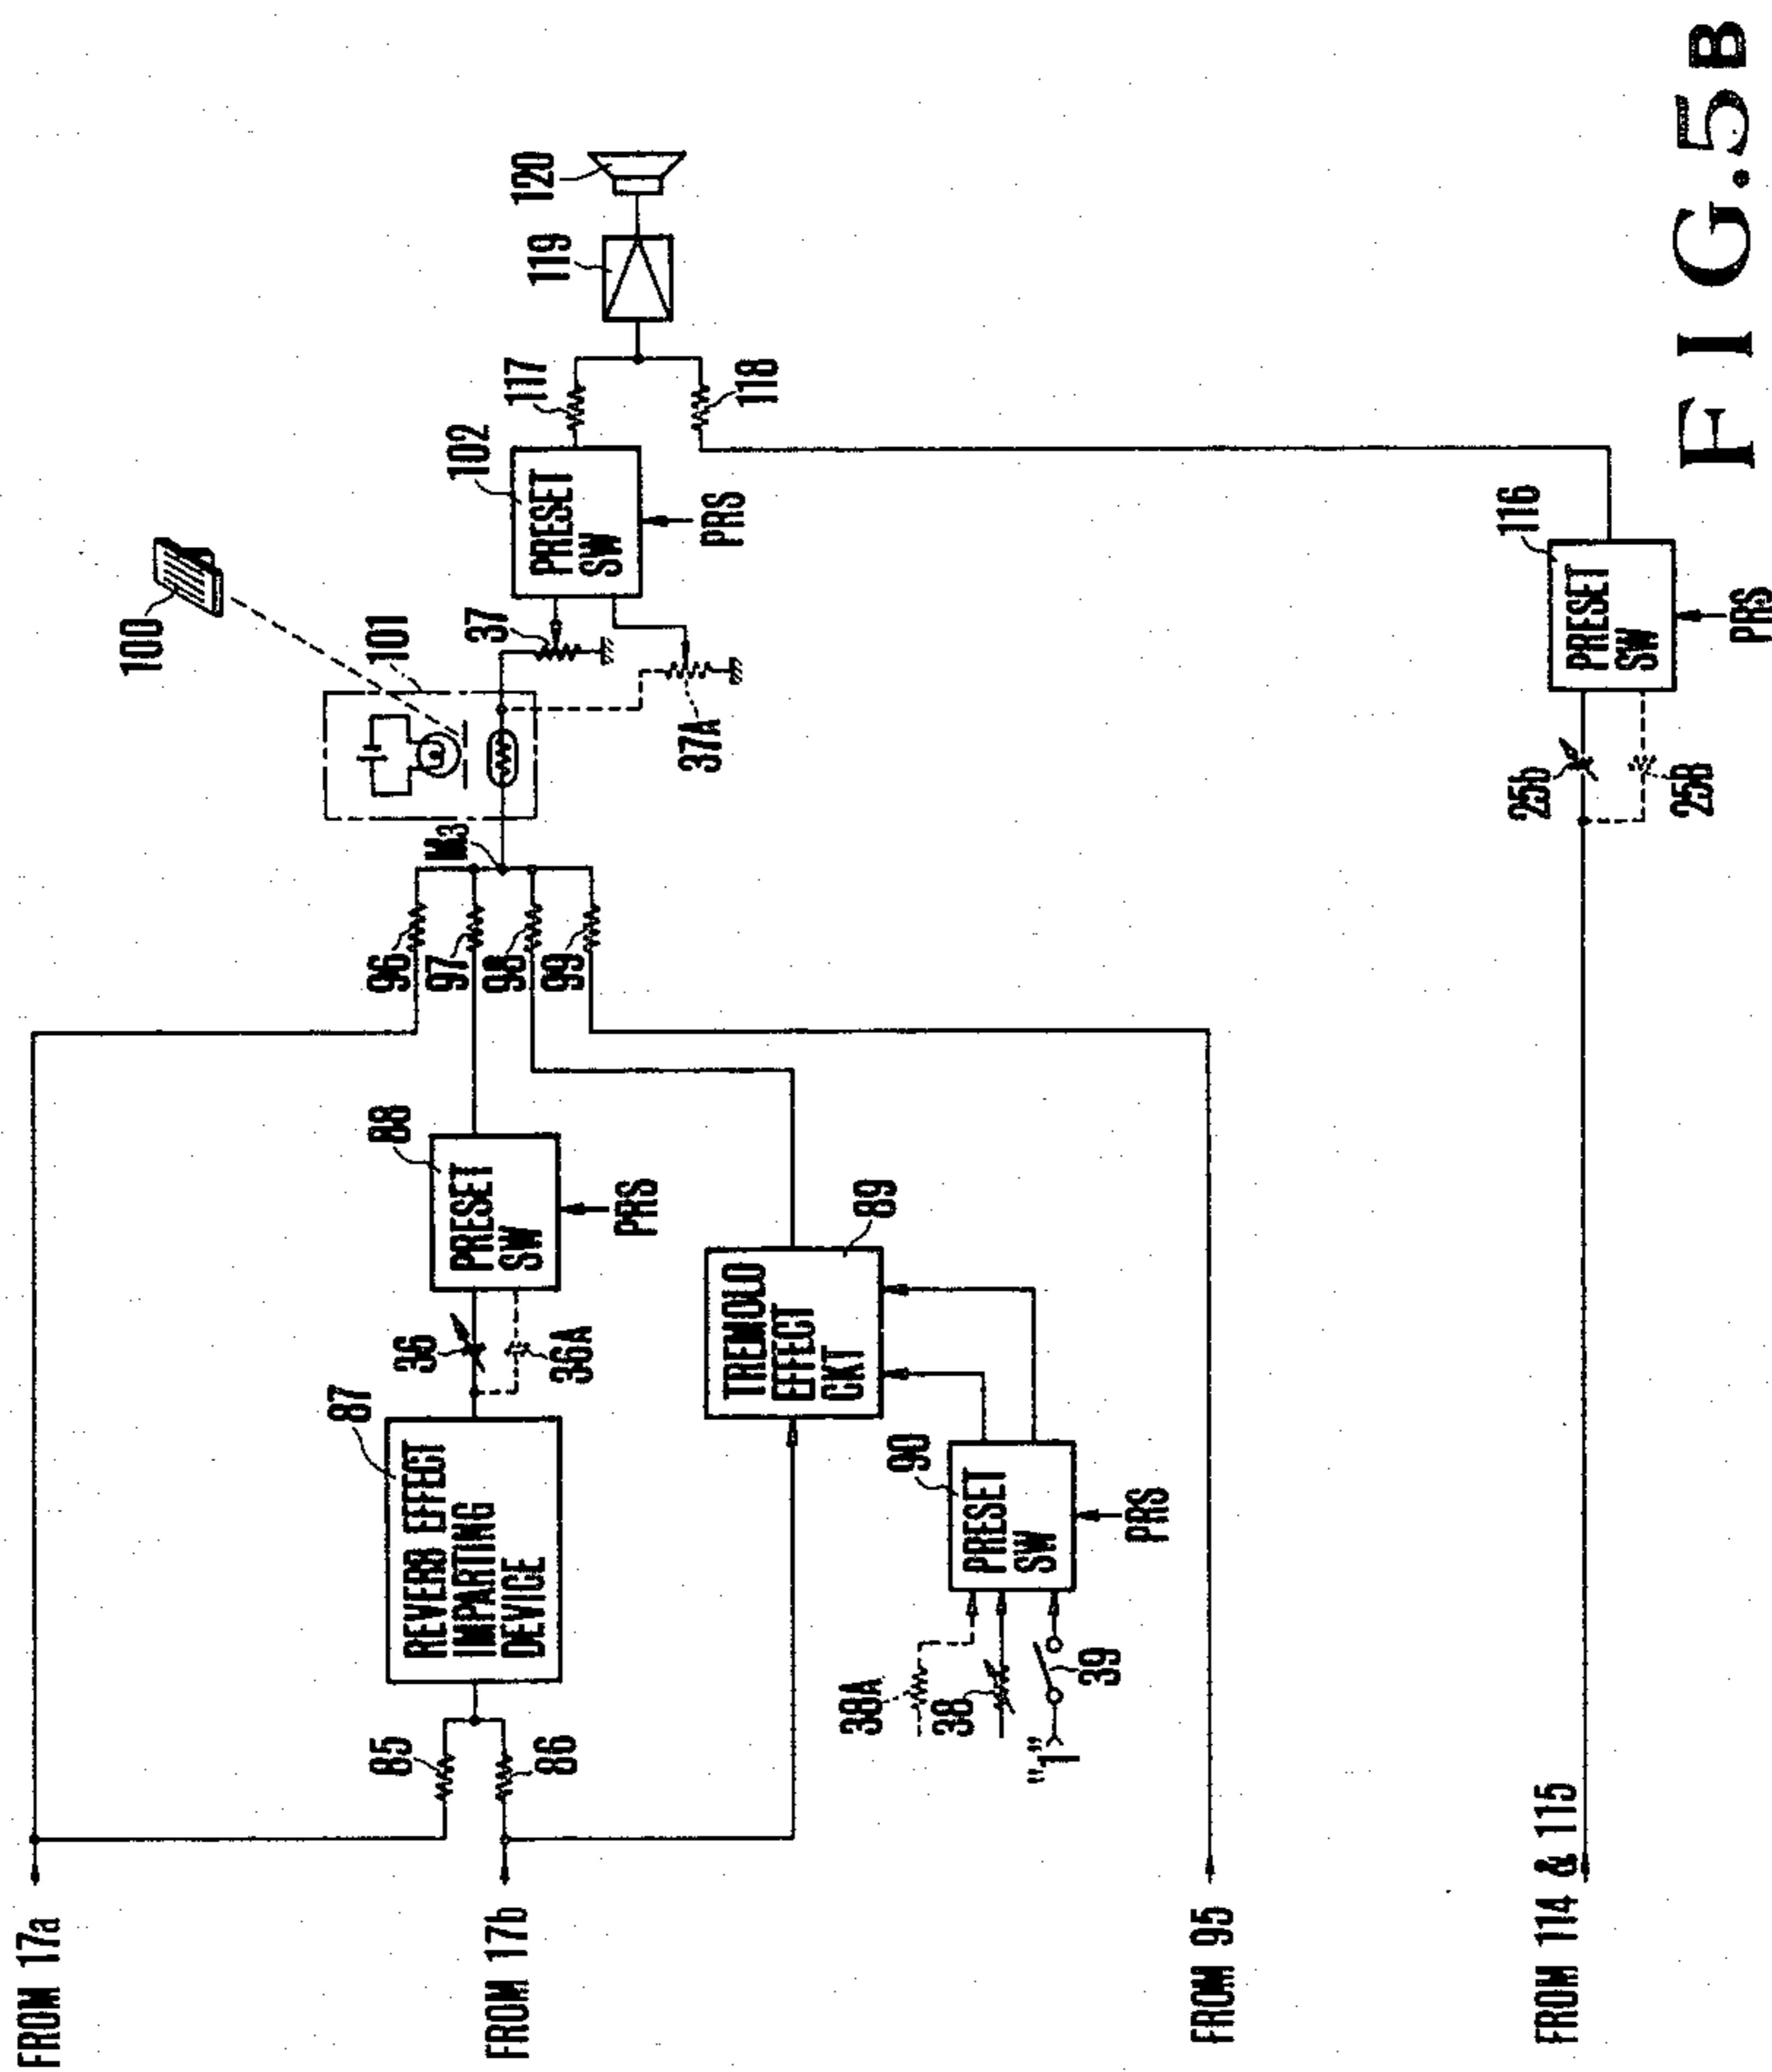 FROM 17a
FROM 17b
FROM 95
FROM 114 & 115
85
86
87
REVERB EFFECT
IMPARTING
DEVICE
36
36A
88
PRESET
SW
PRS
38A
38
"1"
39
90
PRESET
SW
PRS
89
TREMOLO
EFFECT
CKT
96
97
98
99
M3
100
101
37
37A
102
PRESET
SW
PRS
117
118
119
120
25b
25B
116
PRESET
SW
PRS
FIG.5B